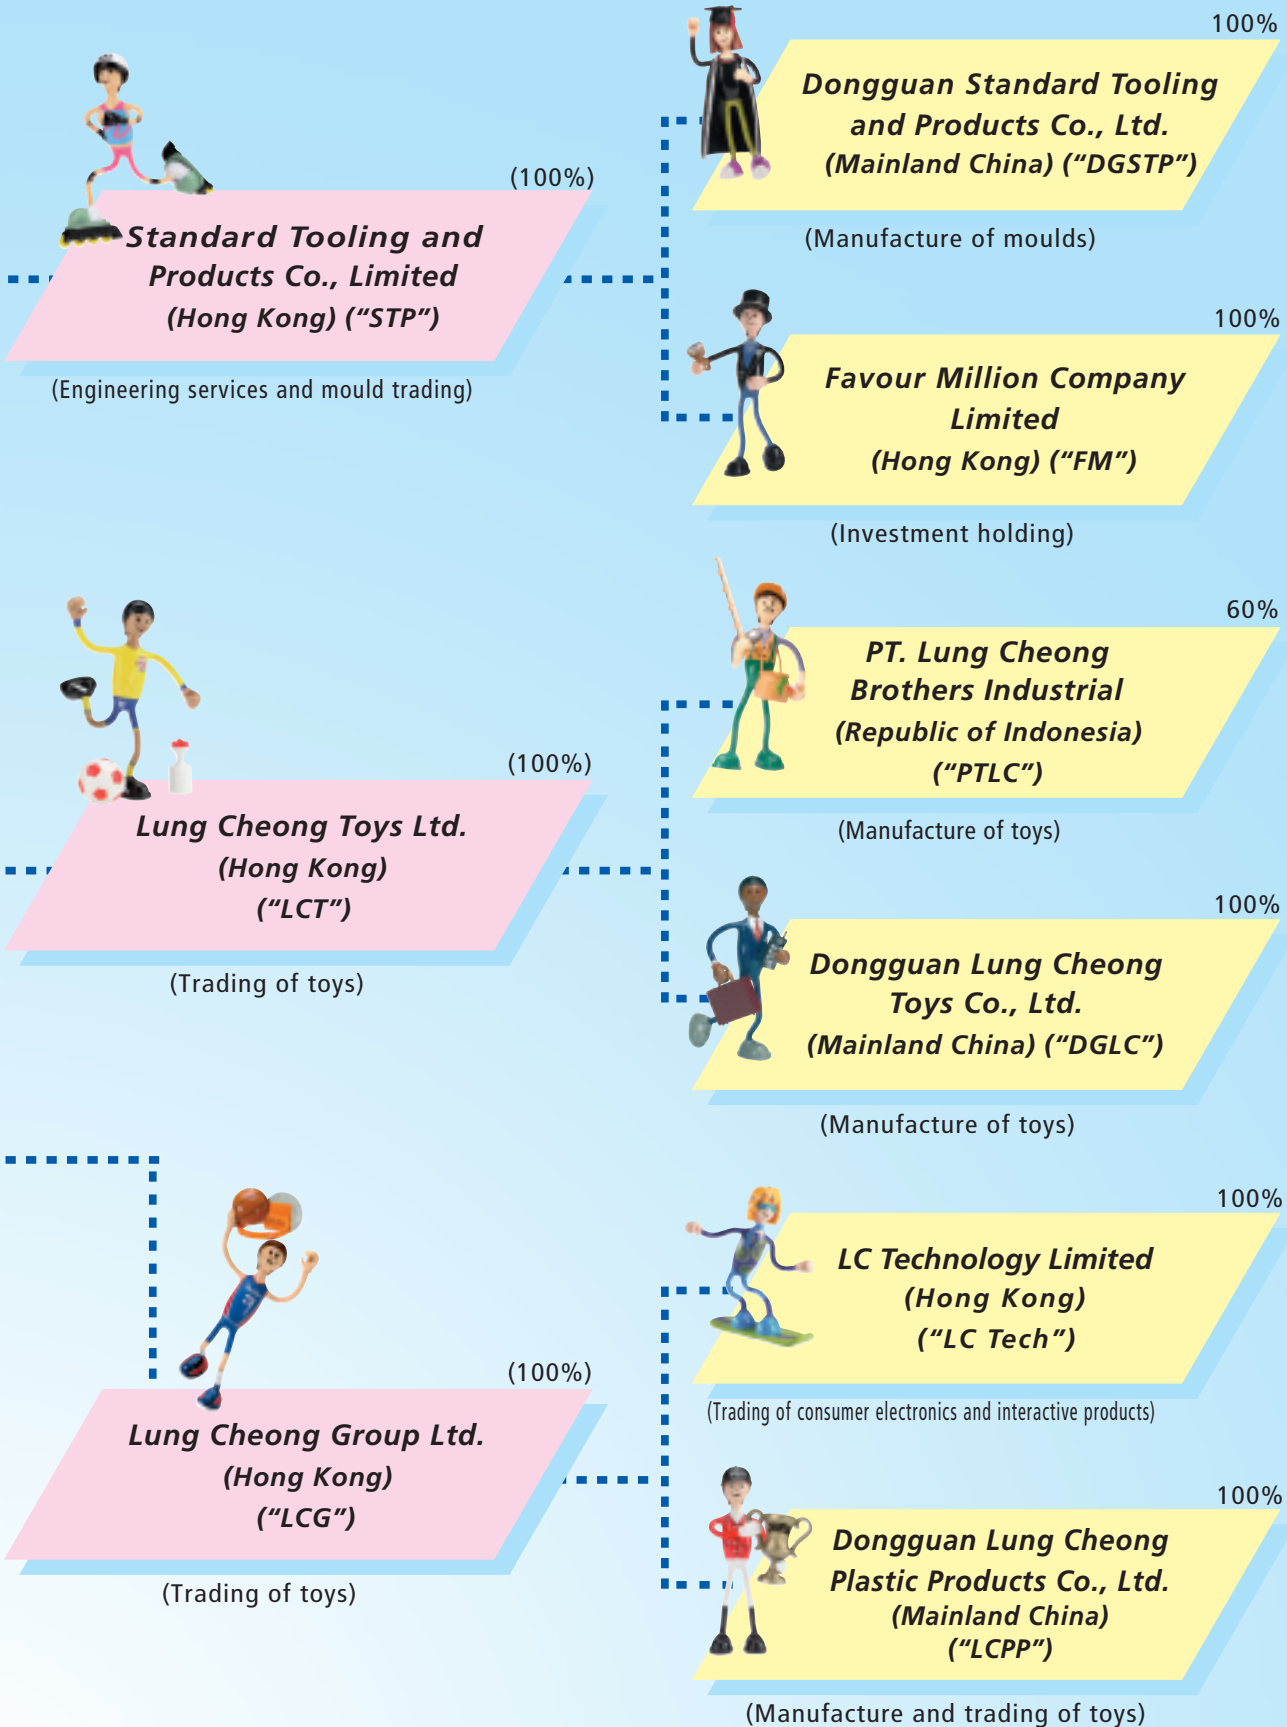 100%
Dongguan Standard Tooling
and Products Co., Ltd.
(Mainland China) (“DGSTP”)
(Manufacture of moulds)
(100%)
Standard Tooling and
Products Co., Limited
(Hong Kong) (“STP”)
(Engineering services and mould trading)
100%
Favour Million Company
Limited
(Hong Kong) (“FM”)
(Investment holding)
60%
PT. Lung Cheong
Brothers Industrial
(Republic of Indonesia)
(“PTLC”)
(Manufacture of toys)
(100%)
Lung Cheong Toys Ltd.
(Hong Kong)
(“LCT”)
(Trading of toys)
100%
Dongguan Lung Cheong
Toys Co., Ltd.
(Mainland China) (“DGLC”)
(Manufacture of toys)
100%
LC Technology Limited
(Hong Kong)
(“LC Tech”)
(Trading of consumer electronics and interactive products)
(100%)
Lung Cheong Group Ltd.
(Hong Kong)
(“LCG”)
(Trading of toys)
100%
Dongguan Lung Cheong
Plastic Products Co., Ltd.
(Mainland China)
(“LCPP”)
(Manufacture and trading of toys)